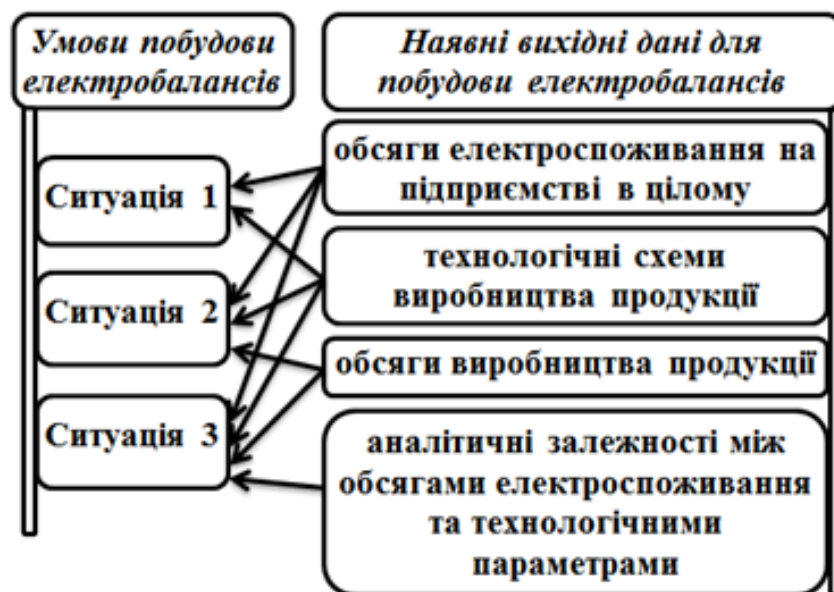 Умови побудови
електробалансів
Наявні вихідні дані для
побудови електробалансів
Ситуація 1
Ситуація 2
Ситуація 3
обсяги електроспоживання на
підприємстві в цілому
технологічні схеми
виробництва продукції
обсяги виробництва продукції
аналітичні залежності між
обсягами електроспоживання
та технологічними
параметрами